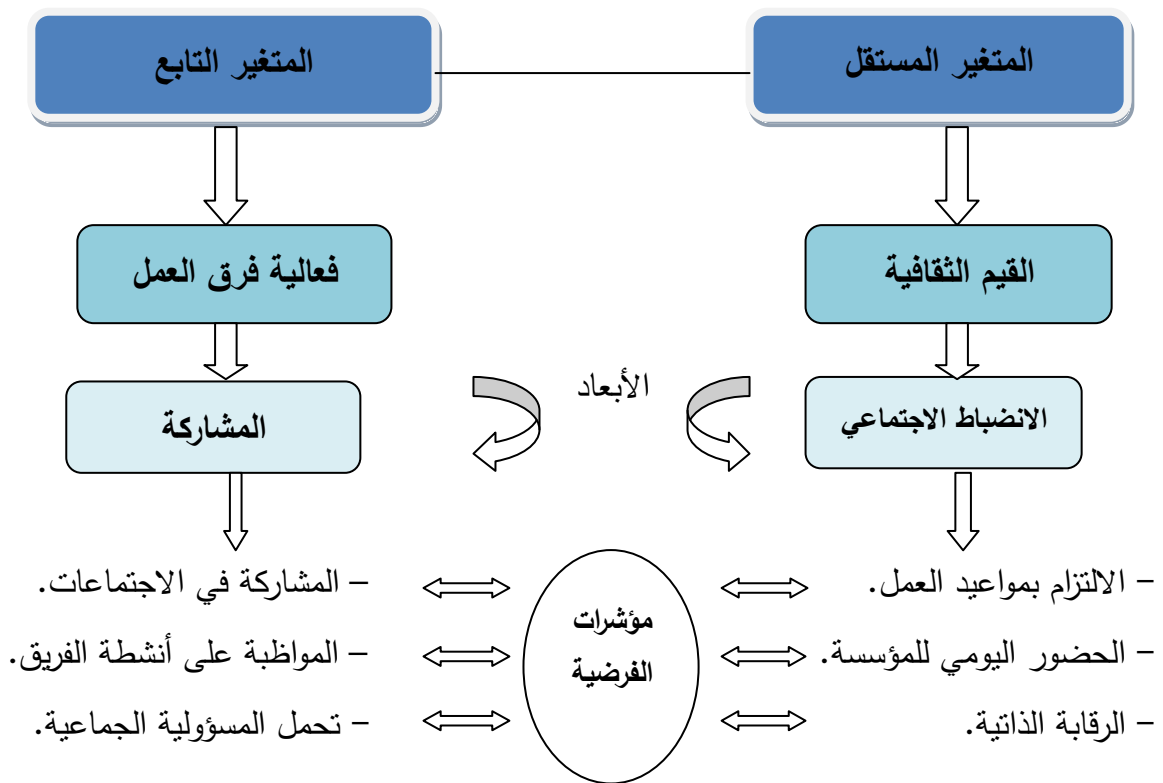 المتغير المستقل
المتغير التابع
القيم الثقافية
فعالية فرق العمل
الأبعاد
الانضباط الاجتماعي
المشاركة
– الالتزام بمواعيد العمل.
– الحضور اليومي للمؤسسة.
– الرقابة الذاتية.
مؤشرات
الفرضية
– المشاركة في الاجتماعات.
– المواظبة على أنشطة الفريق.
– تحمل المسؤولية الجماعية.